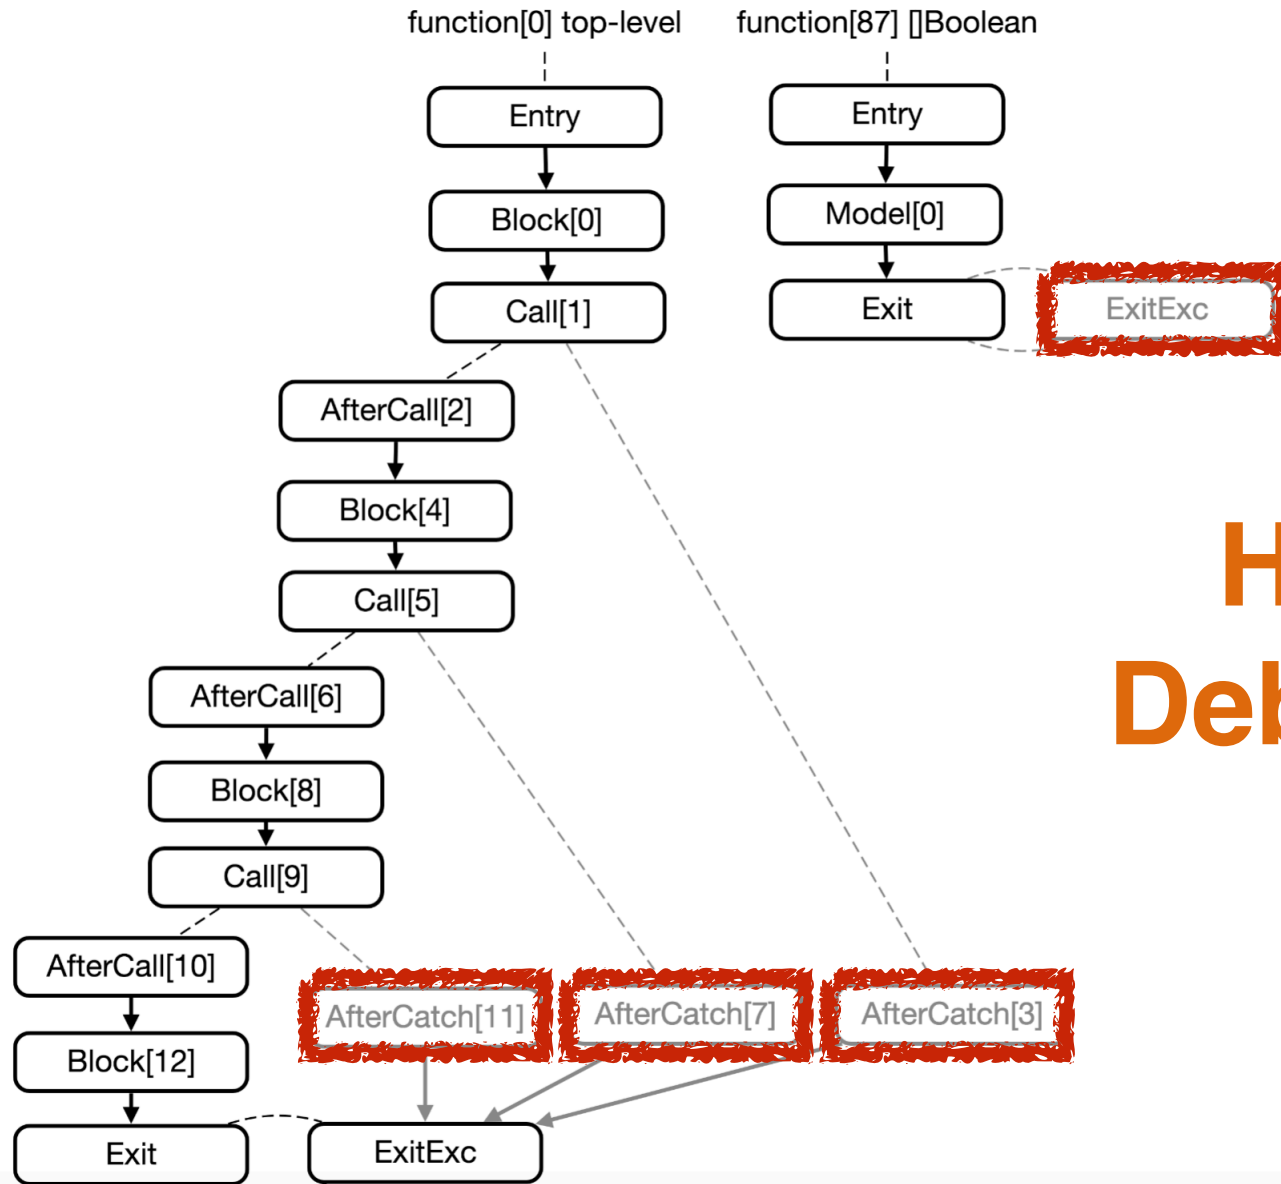 function[0] top-level
function[87] []Boolean
Entry
Entry
Block[0]
Model[0]
Call[1]
Exit
ExitExc
AfterCall[2]
Block[4]
Call[5]
H
Deb
AfterCall[6]
Block[8]
Call[9]
AfterCall[10]
AfterCatch[11]
AfterCatch[7]
AfterCatch[3]
Block[12]
Exit
ExitExc